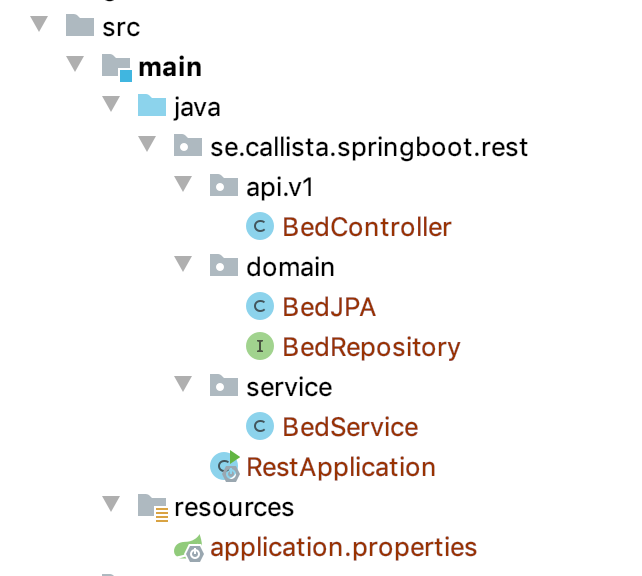 src
main
java
se.callista.springboot.rest
api.v1
C BedController
domain
C BedJPA
I BedRepository
service
C BedService
C RestApplication
resources
application.properties